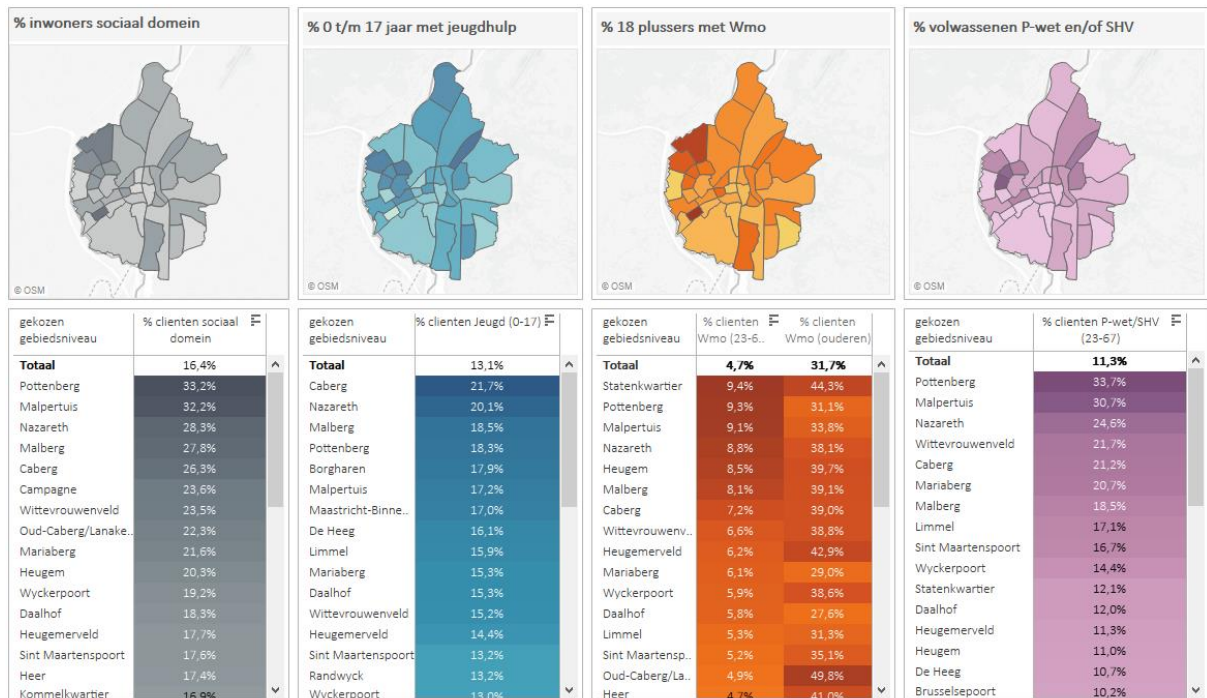 % inwoners sociaal domein
© OSM
% 0 t/m 17 jaar met jeugdhulp
© OSM
% 18 plussers met Wmo
© OSM
% volwassenen P-wet en/of SHV
© OSM
gekozen gebiedsniveau % clienten sociaal domein
Totaal 16,4%
Pottenberg 33,2%
Malpertuis 32,2%
Nazareth 28,3%
Malberg 27,8%
Caberg 26,3%
Campagne 23,6%
Wittevrouwenveld 23,5%
Oud-Caberg/Lanake.. 22,3%
Mariaberg 21,6%
Heugem 20,3%
Wyckerpoort 19,2%
Daalhof 18,3%
Heugemerveld 17,7%
Sint Maartenspoort 17,6%
Heer 17,4%
Kommelkwartier 16,9%
gekozen gebiedsniveau % clienten Jeugd (0-17)
Totaal 13,1%
Caberg 21,7%
Nazareth 20,1%
Malberg 18,5%
Pottenberg 18,3%
Borgharen 17,9%
Malpertuis 17,2%
Maastricht-Binne.. 17,0%
De Heeg 16,1%
Limmel 15,9%
Mariaberg 15,3%
Daalhof 15,3%
Wittevrouwenveld 15,2%
Heugemerveld 14,4%
Sint Maartenspoort 13,2%
Randwyck 13,2%
Wyckerpoort 13,0%
gekozen gebiedsniveau % clienten Wmo (23-6.. % clienten Wmo (ouderen)
Totaal 4,7% 31,7%
Statenkwartier 9,4% 44,3%
Pottenberg 9,3% 31,1%
Malpertuis 9,1% 33,8%
Nazareth 8,8% 38,1%
Heugem 8,5% 39,7%
Malberg 8,1% 39,1%
Caberg 7,2% 39,0%
Wittevrouwenv.. 6,6% 38,8%
Heugemerveld 6,2% 42,9%
Mariaberg 6,1% 29,0%
Wyckerpoort 5,9% 38,6%
Daalhof 5,8% 27,6%
Limmel 5,3% 31,3%
Sint Maartensp.. 5,2% 35,1%
Oud-Caberg/La.. 4,9% 49,8%
Heer 4,7% 41,0%
gekozen gebiedsniveau % clienten P-wet/SHV (23-67)
Totaal 11,3%
Pottenberg 33,7%
Malpertuis 30,7%
Nazareth 24,6%
Wittevrouwenveld 21,7%
Caberg 21,2%
Mariaberg 20,7%
Malberg 18,5%
Limmel 17,1%
Sint Maartenspoort 16,7%
Wyckerpoort 14,4%
Statenkwartier 12,1%
Daalhof 12,0%
Heugemerveld 11,3%
Heugem 11,0%
De Heeg 10,7%
Brusselsepoort 10,2%